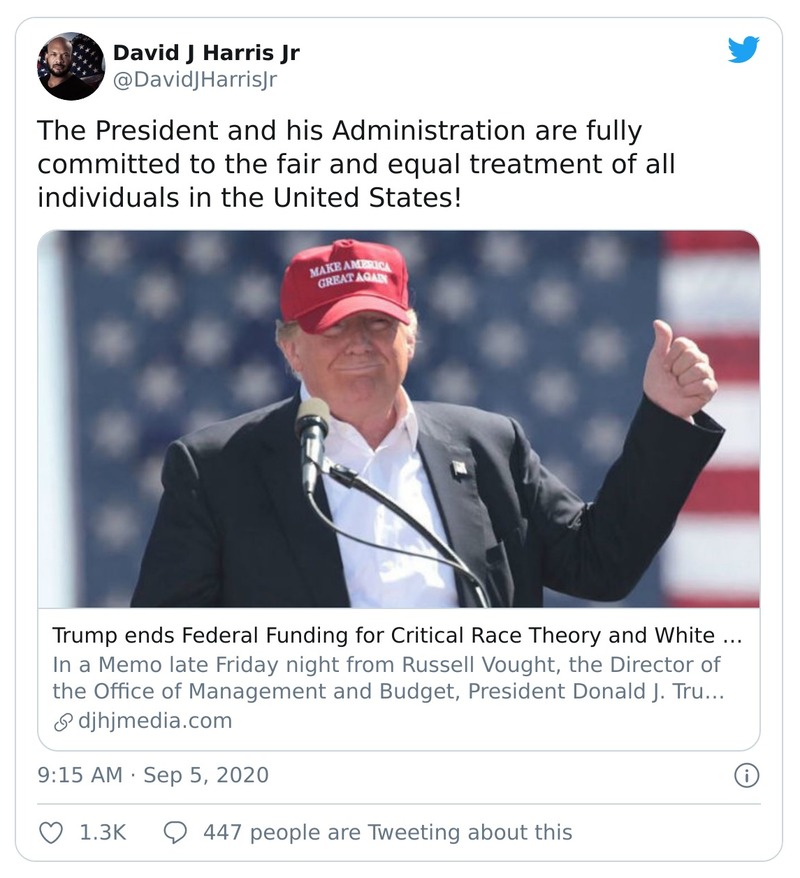 David J Harris Jr
@DavidJHarrisJr
The President and his Administration are fully
committed to the fair and equal treatment of all
individuals in the United States!
MAKE AMERICA
GREAT AGAIN
Trump ends Federal Funding for Critical Race Theory and White ...
In a Memo late Friday night from Russell Vought, the Director of
the Office of Management and Budget, President Donald J. Tru...
djhjmedia.com
9:15 AM · Sep 5, 2020
1.3K 447 people are Tweeting about this